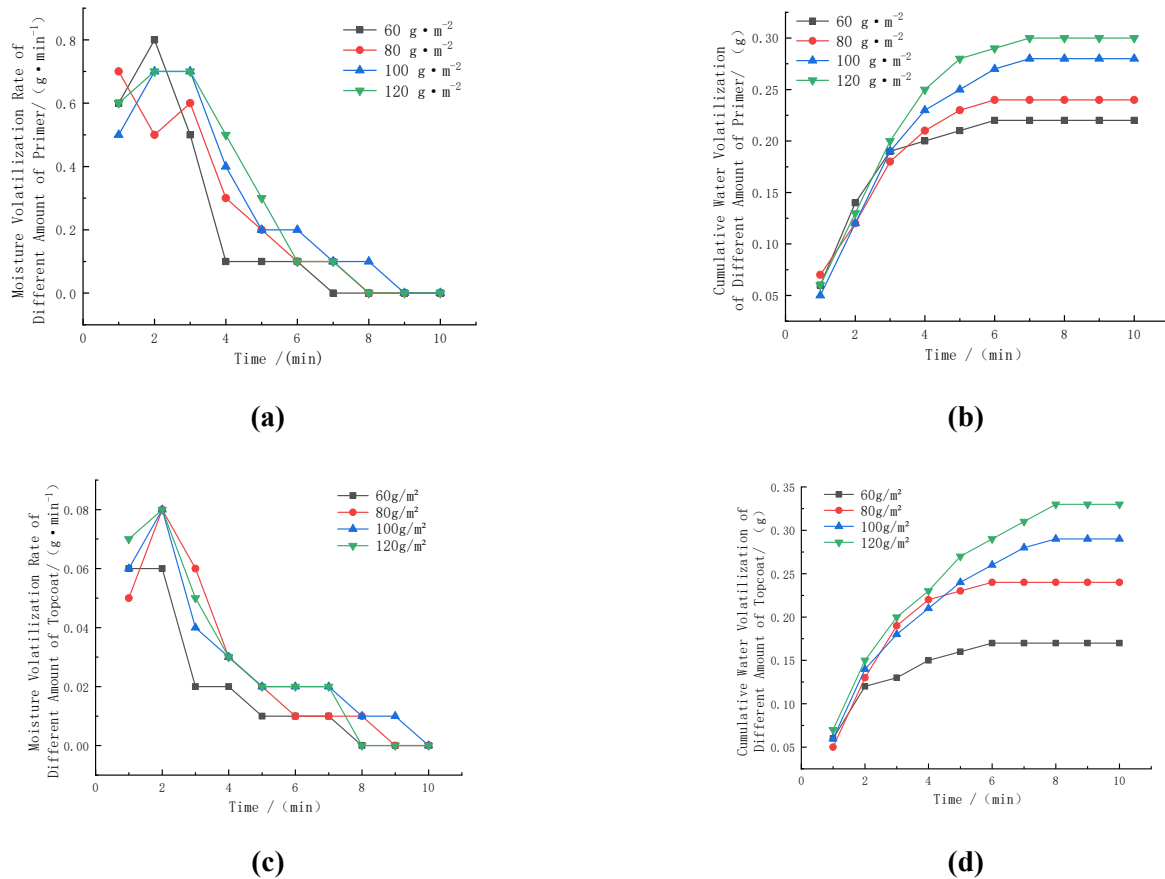 Moisture Volatilization Rate of
Different Amount of Primer/ (g·min⁻¹)
0.8
0.6
0.4
0.2
0.0
0 2 4 6 8 10
Time /(min)
60 g·m⁻²
80 g·m⁻²
100 g·m⁻²
120 g·m⁻²
(a)
Cumulative Water Volatilization
of Different Amount of Primer/ (g)
0.30
0.25
0.20
0.15
0.10
0.05
0 2 4 6 8 10
Time / (min)
60 g·m⁻²
80 g·m⁻²
100 g·m⁻²
120 g·m⁻²
(b)
Moisture Volatilization Rate of
Different Amount of Topcoat/ (g·min⁻¹)
0.08
0.06
0.04
0.02
0.00
0 2 4 6 8 10
Time / (min)
60g/m²
80g/m²
100g/m²
120g/m²
(c)
Cumulative Water Volatilization of
Different Amount of Topcoat/ (g)
0.35
0.30
0.25
0.20
0.15
0.10
0.05
0 2 4 6 8 10
Time / (min)
60g/m²
80g/m²
100g/m²
120g/m²
(d)